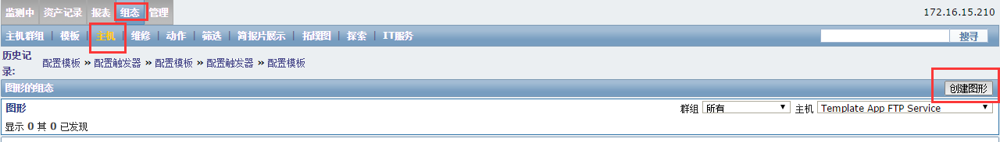 监测中 资产记录 报表 组态 管理 172.16.15.210
主机群组 | 模板 | 主机 | 维修 | 动作 | 筛选 | 简报片展示 | 拓璞图 | 探索 | IT服务 搜寻
历史记录: 配置模板 » 配置触发器 » 配置模板 » 配置触发器 » 配置模板
图形的组态 创建图形
图形 群组 所有 主机 Template App FTP Service
显示 0 其 0 已发现